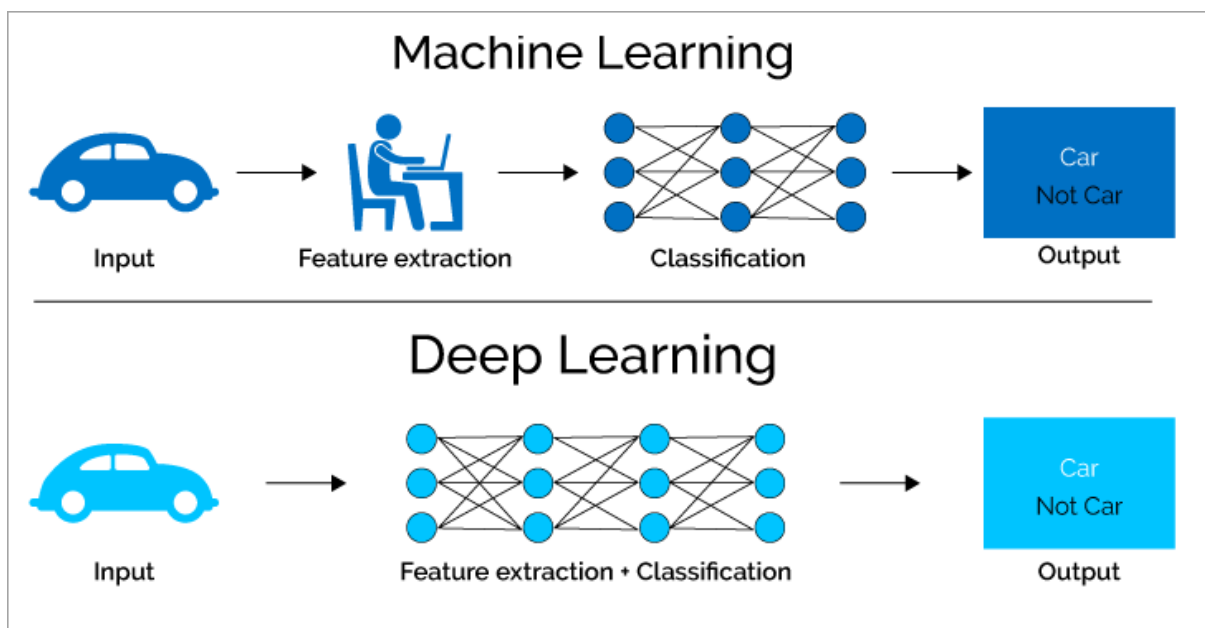 Machine Learning
Car
Not Car
Input
Feature extraction
Classification
Output
Deep Learning
Car
Not Car
Input
Feature extraction + Classification
Output